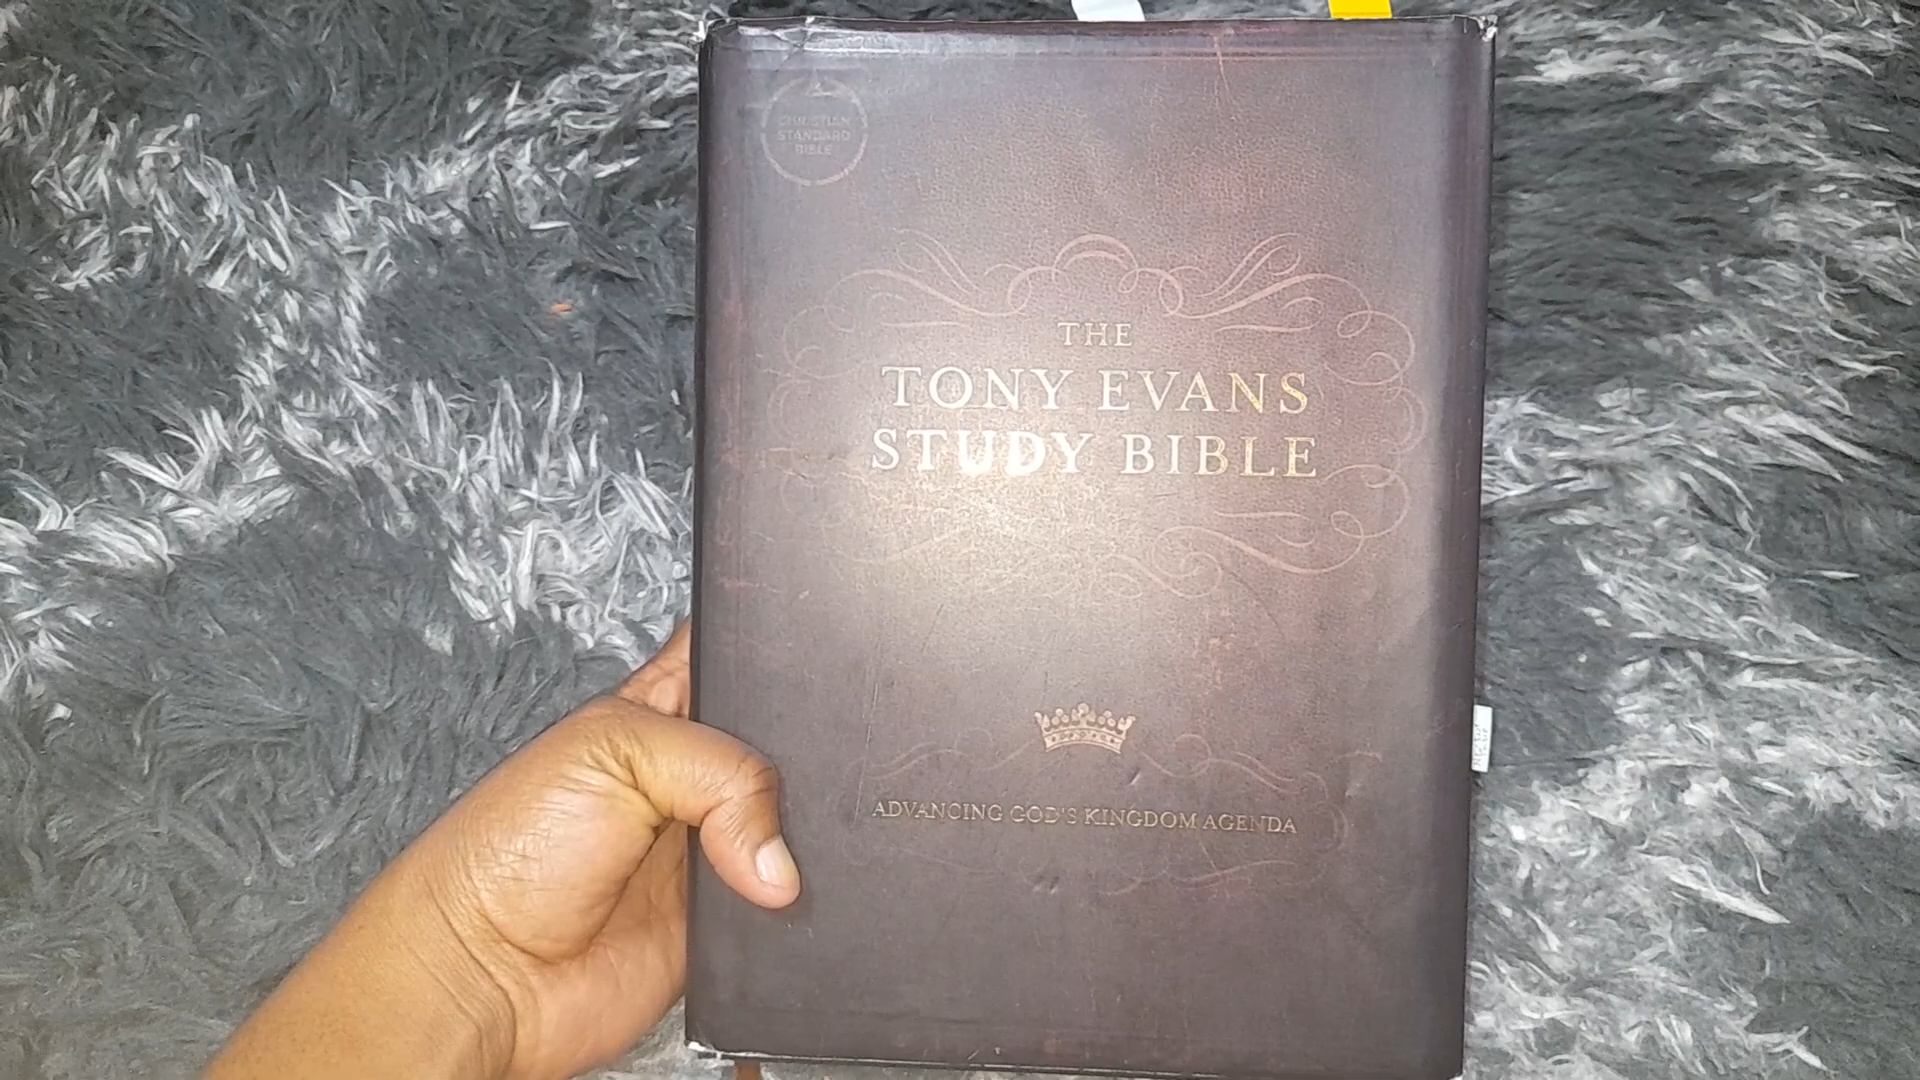 CHRISTIAN
STANDARD
BIBLE
THE
TONY EVANS
STUDY BIBLE
ADVANCING GOD'S KINGDOM AGENDA